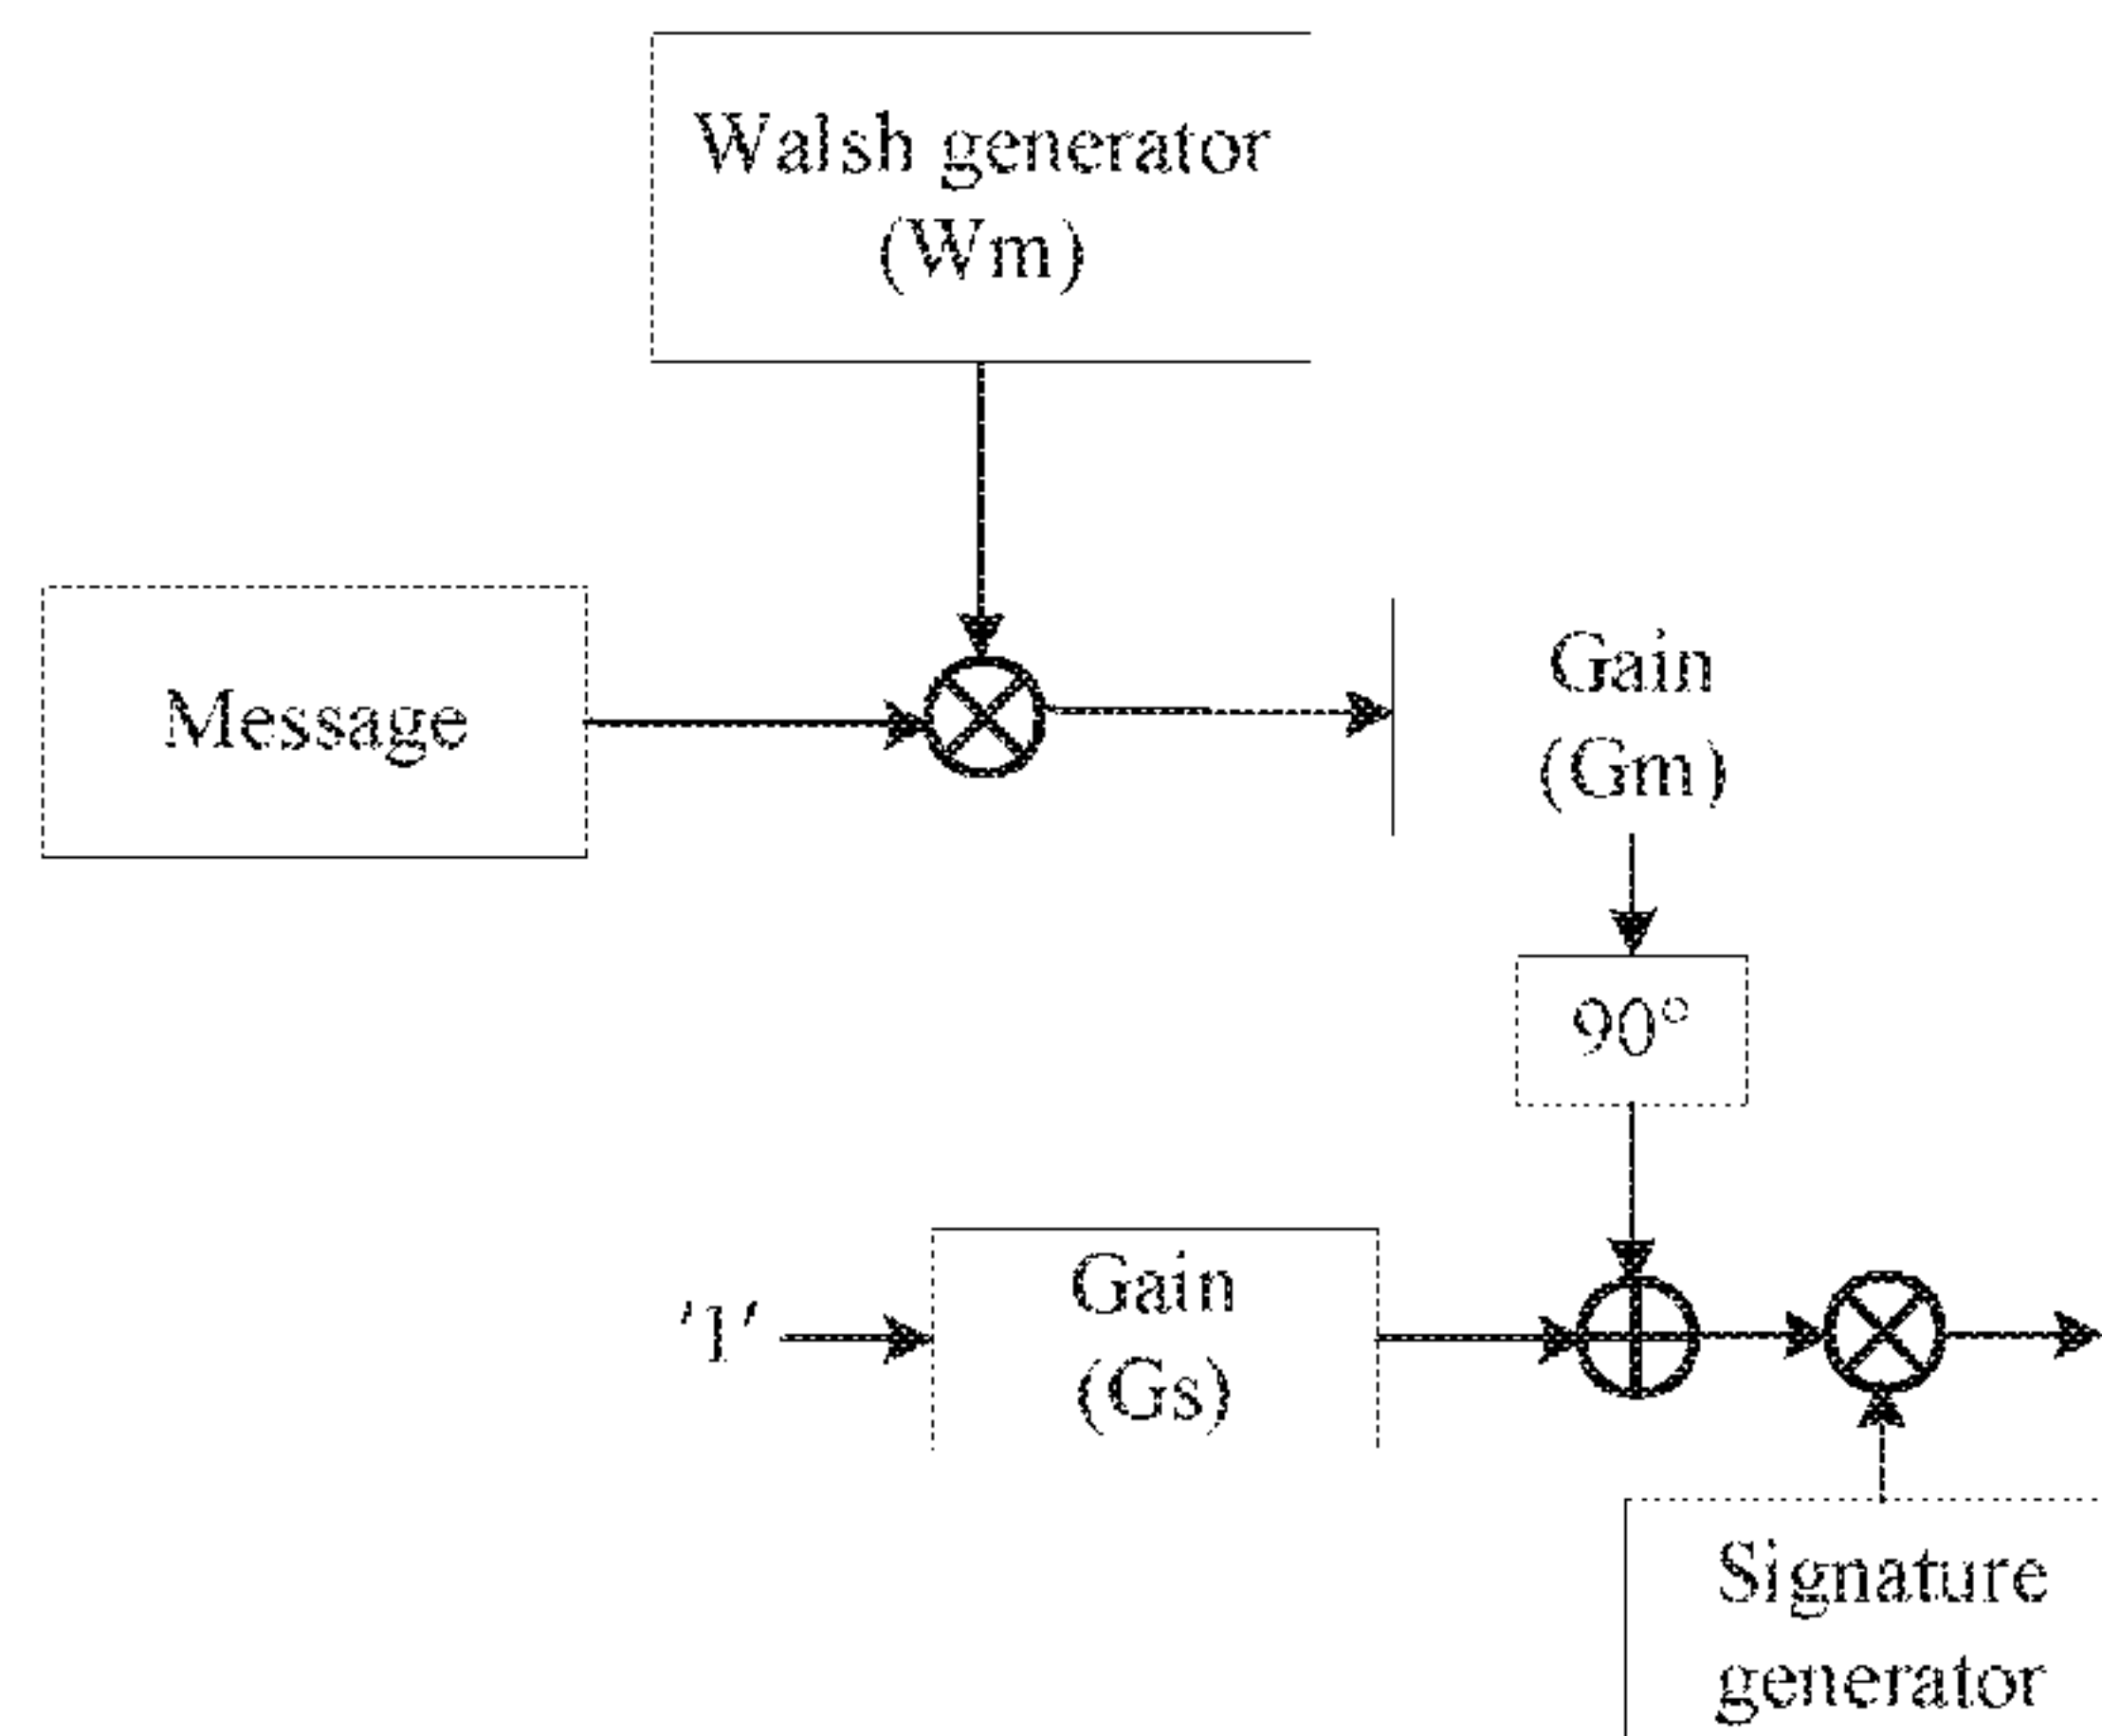 Walsh generator
(Wm)
Message
Gain
(Gm)
90°
'1'
Gain
(Gs)
Signature
generator